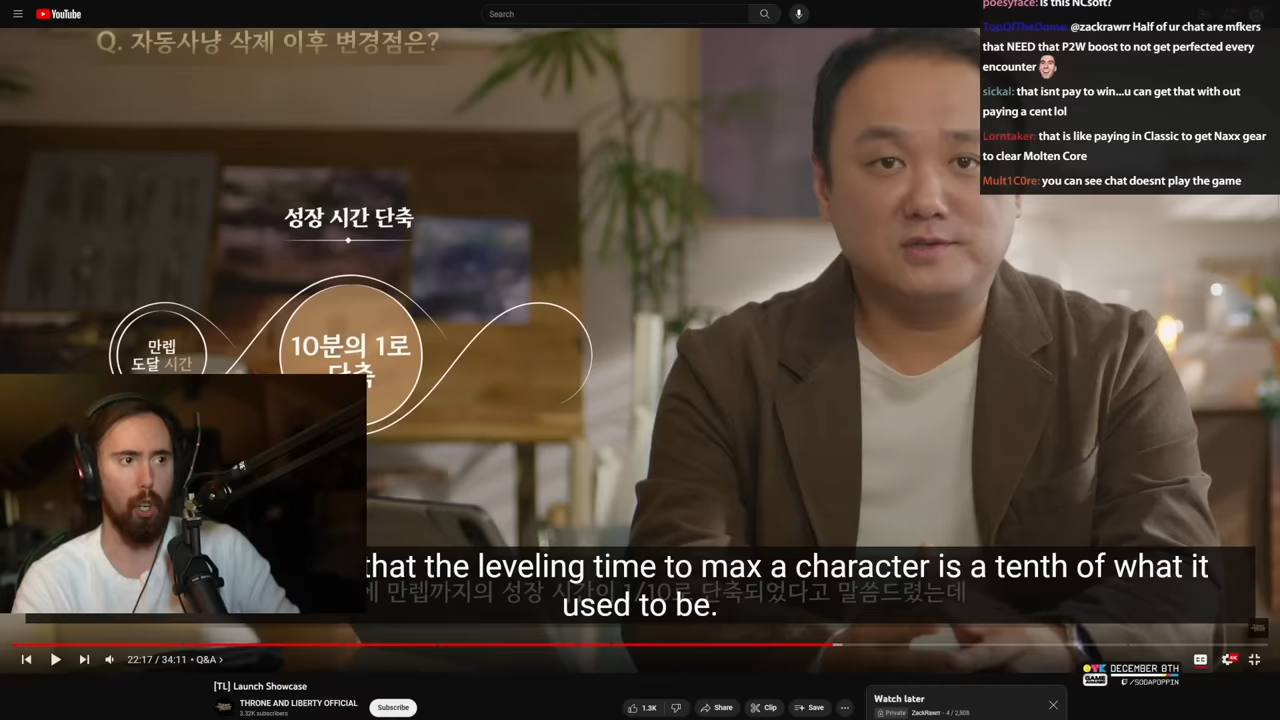 YouTube
Search
poesyface: is this NCsoft?
TopOfTheDome: @zackrawrr Half of ur chat are mfkers
that NEED that P2W boost to not get perfected every
encounter
sickal: that isnt pay to win...u can get that with out
paying a cent lol
Lorntaker: that is like paying in Classic to get Naxx gear
to clear Molten Core
Mult1C0re: you can see chat doesnt play the game
Q. 자동사냥 삭제 이후 변경점은?
성장 시간 단축
만렙
도달 시간
10분의 1로
단축
that the leveling time to max a character is a tenth of what it
used to be.
만렙까지의 성장 시간이 1/10로 단축되었다고 말씀드렸는데
22:17 / 34:11 • Q&A
CC
4K
OTK
GAME
AWARDS
DECEMBER 8TH
/SODAPOPPIN
[TL] Launch Showcase
THRONE AND LIBERTY OFFICIAL
3.32K subscribers
Subscribe
1.3K
Share
Clip
Save
Watch later
Private
ZackRawrr - 4 / 2,808